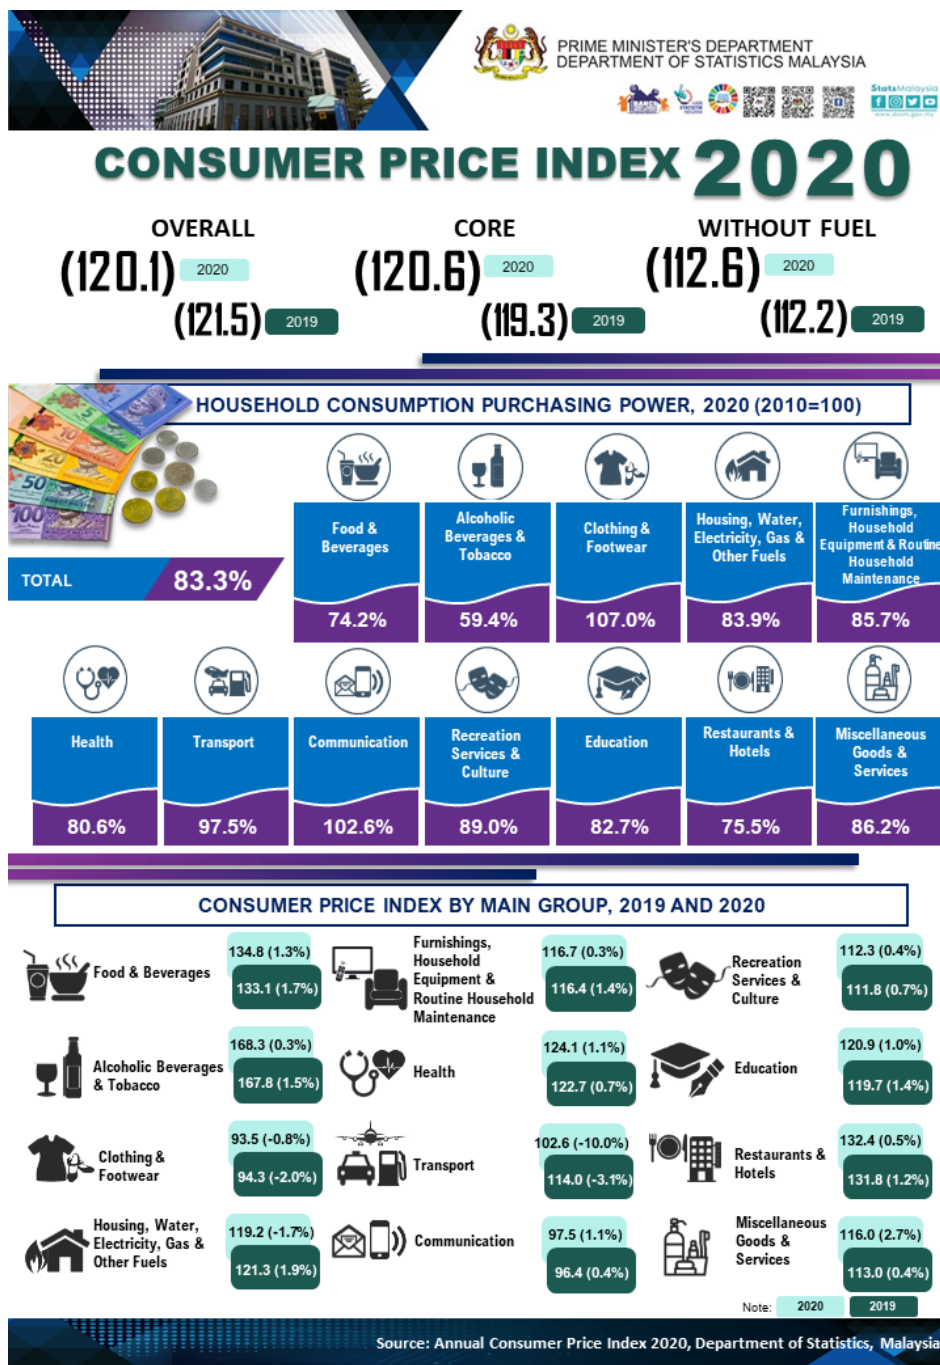 PRIME MINISTER'S DEPARTMENT
DEPARTMENT OF STATISTICS MALAYSIA
StatsMalaysia
www.dosm.gov.my
CONSUMER PRICE INDEX 2020
OVERALL
(120.1) 2020
(121.5) 2019
CORE
(120.6) 2020
(119.3) 2019
WITHOUT FUEL
(112.6) 2020
(112.2) 2019
HOUSEHOLD CONSUMPTION PURCHASING POWER, 2020 (2010=100)
5
10
20
50
100
TOTAL 83.3%
Food &
Beverages
74.2%
Alcoholic
Beverages &
Tobacco
59.4%
Clothing &
Footwear
107.0%
Housing, Water,
Electricity, Gas &
Other Fuels
83.9%
Furnishings,
Household
Equipment & Routine
Household
Maintenance
85.7%
Health
80.6%
Transport
97.5%
Communication
102.6%
Recreation
Services &
Culture
89.0%
Education
82.7%
Restaurants &
Hotels
75.5%
Miscellaneous
Goods &
Services
86.2%
CONSUMER PRICE INDEX BY MAIN GROUP, 2019 AND 2020
Food & Beverages
134.8 (1.3%)
133.1 (1.7%)
Furnishings,
Household
Equipment &
Routine Household
Maintenance
116.7 (0.3%)
116.4 (1.4%)
Recreation
Services &
Culture
112.3 (0.4%)
111.8 (0.7%)
Alcoholic Beverages
& Tobacco
168.3 (0.3%)
167.8 (1.5%)
Health
124.1 (1.1%)
122.7 (0.7%)
Education
120.9 (1.0%)
119.7 (1.4%)
Clothing &
Footwear
93.5 (-0.8%)
94.3 (-2.0%)
Transport
102.6 (-10.0%)
114.0 (-3.1%)
Restaurants &
Hotels
132.4 (0.5%)
131.8 (1.2%)
Housing, Water,
Electricity, Gas &
Other Fuels
119.2 (-1.7%)
121.3 (1.9%)
Communication
97.5 (1.1%)
96.4 (0.4%)
Miscellaneous
Goods &
Services
116.0 (2.7%)
113.0 (0.4%)
Note: 2020 2019
Source: Annual Consumer Price Index 2020, Department of Statistics, Malaysia